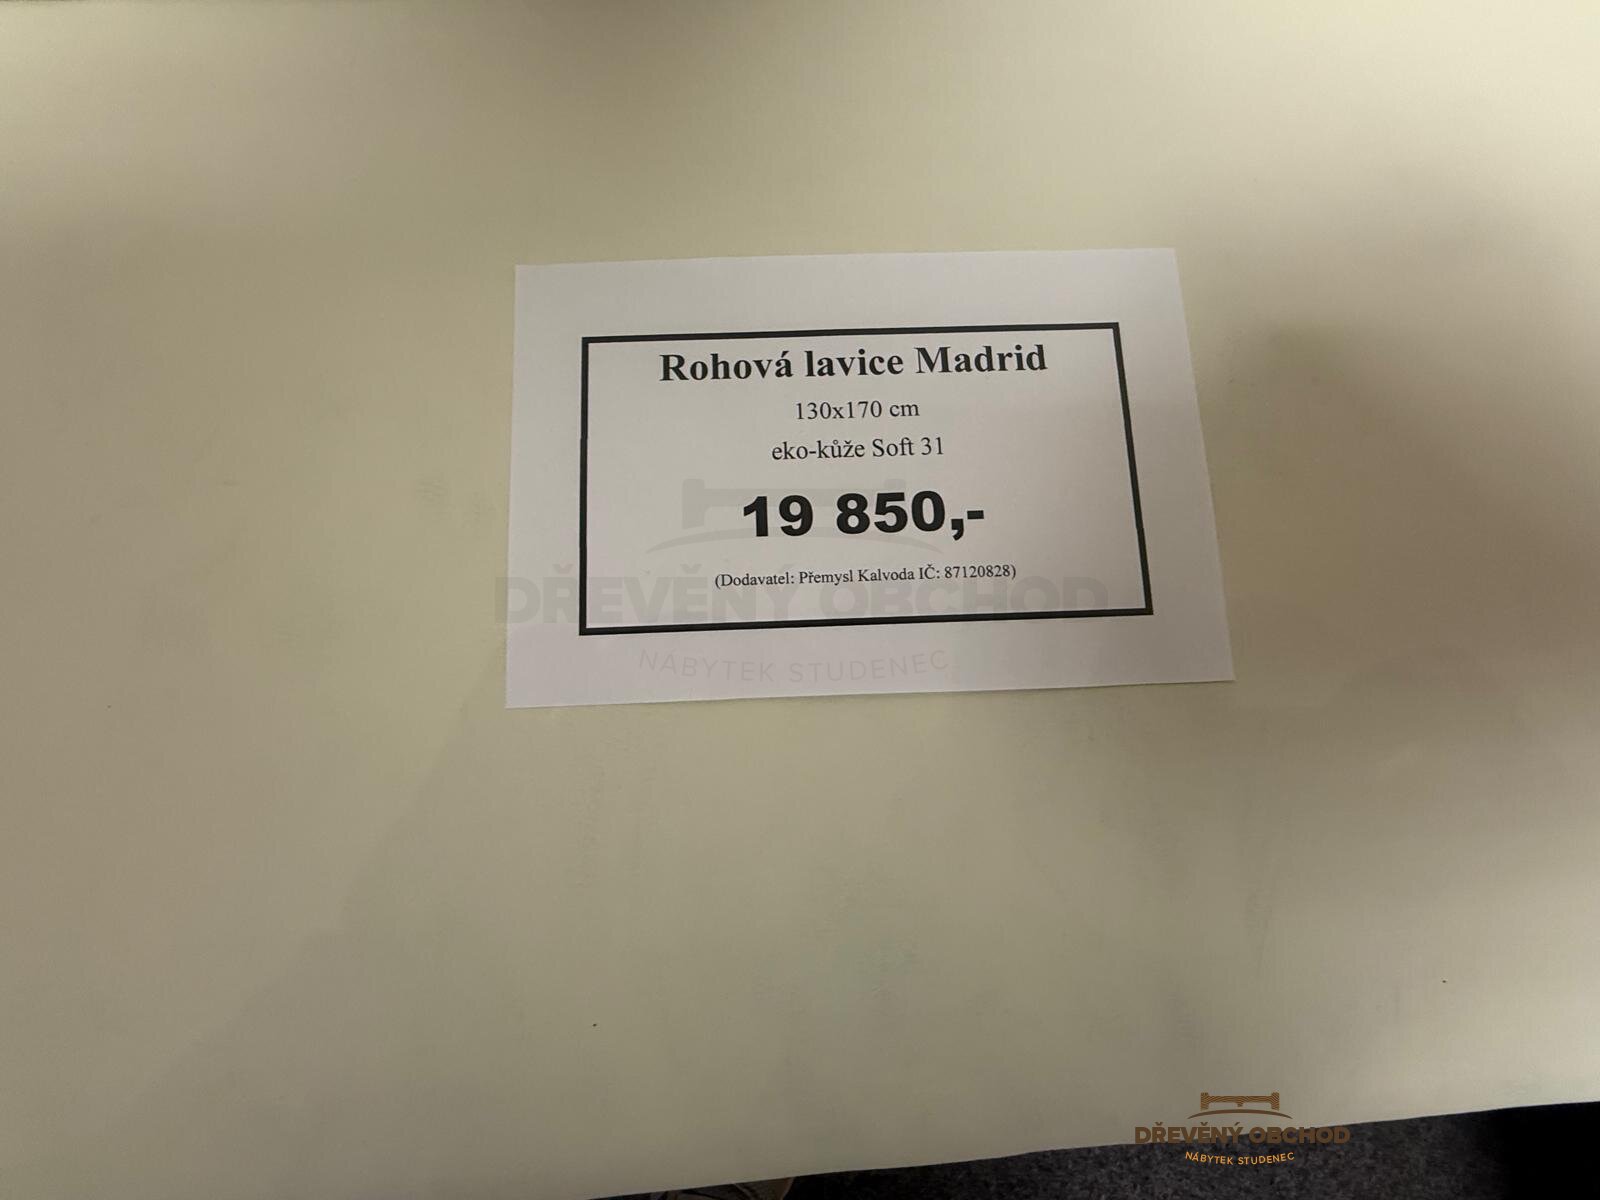 Rohová lavice Madrid
130x170 cm
eko-kůže Soft 31
19 850,-
(Dodavatel: Přemysl Kalvoda IČ: 87120828)
DŘEVĚNÝ OBCHOD
NÁBYTEK STUDENEC
DŘEVĚNÝ OBCHOD
NÁBYTEK STUDENEC